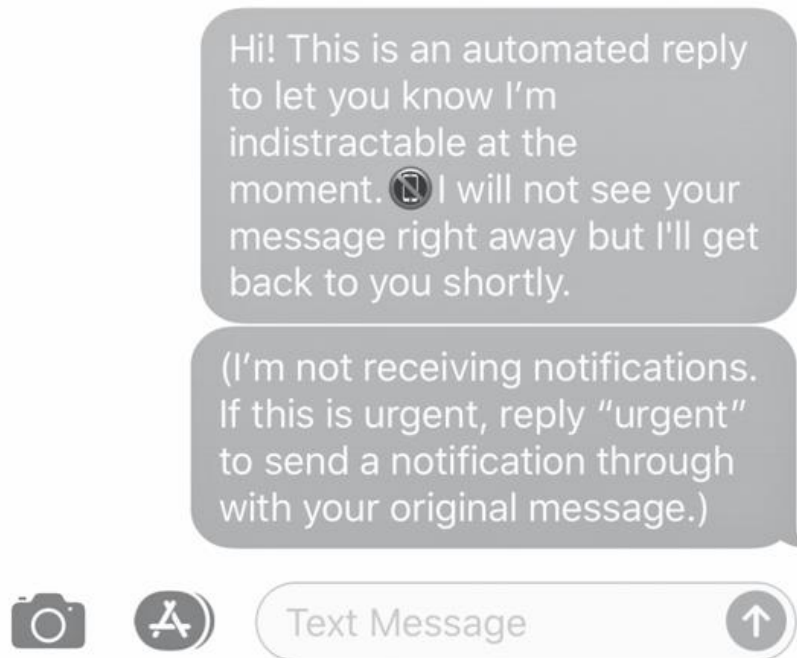 Hi! This is an automated reply
to let you know I’m
indistractable at the
moment. 📵 I will not see your
message right away but I'll get
back to you shortly.
(I’m not receiving notifications.
If this is urgent, reply “urgent”
to send a notification through
with your original message.)
Text Message